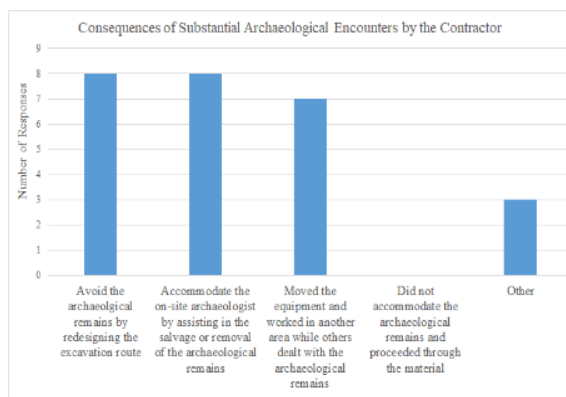 Consequences of Substantial Archaeological Encounters by the Contractor
Number of Responses
9
8
7
6
5
4
3
2
1
0
Avoid the
archaeolgical
remains by
redesigning the
excavation route
Accommodate the
on-site archaeologist
by assisting in the
salvage or removal
of the archaeological
remains
Moved the
equipment and
worked in another
area while others
dealt with the
archaeological
remains
Did not
accommodate the
archaeological
remains and
proceeded through
the material
Other